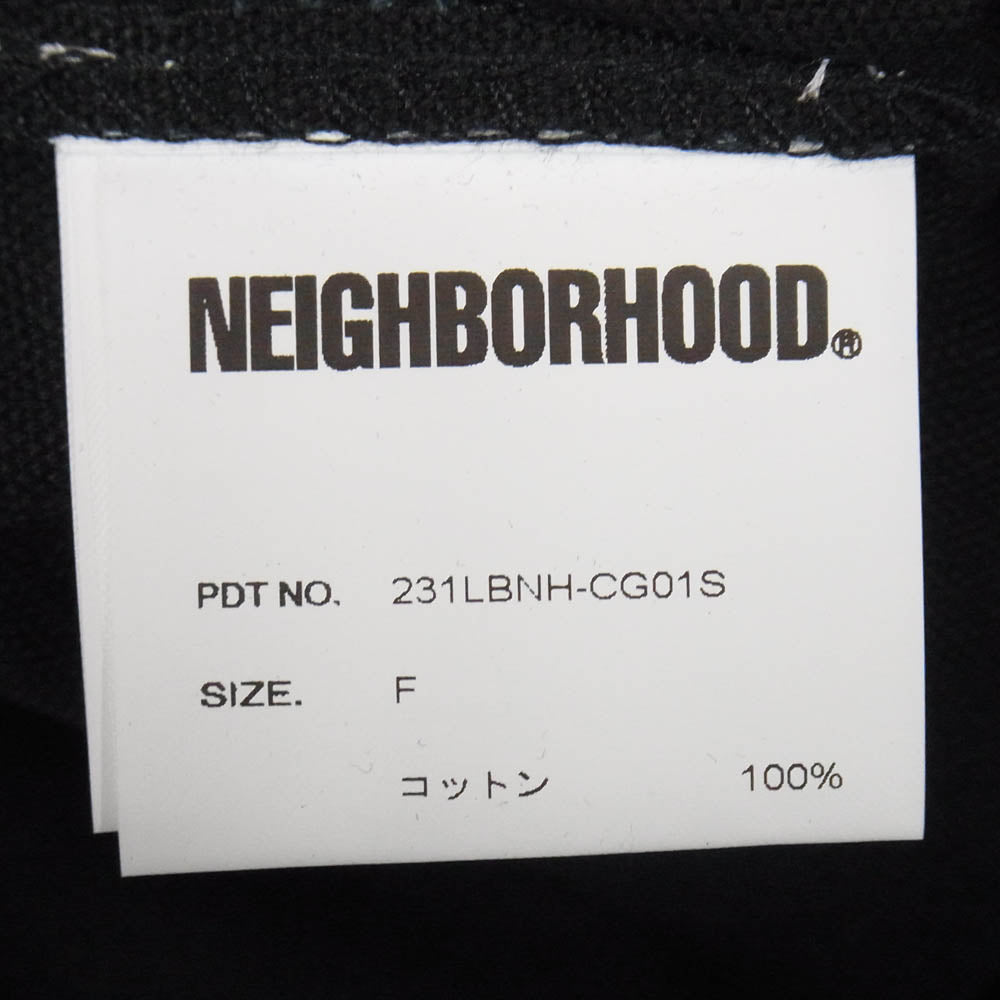 NEIGHBORHOOD®
PDT NO. 231LBNH-CG01S
SIZE. F
コットン 100%